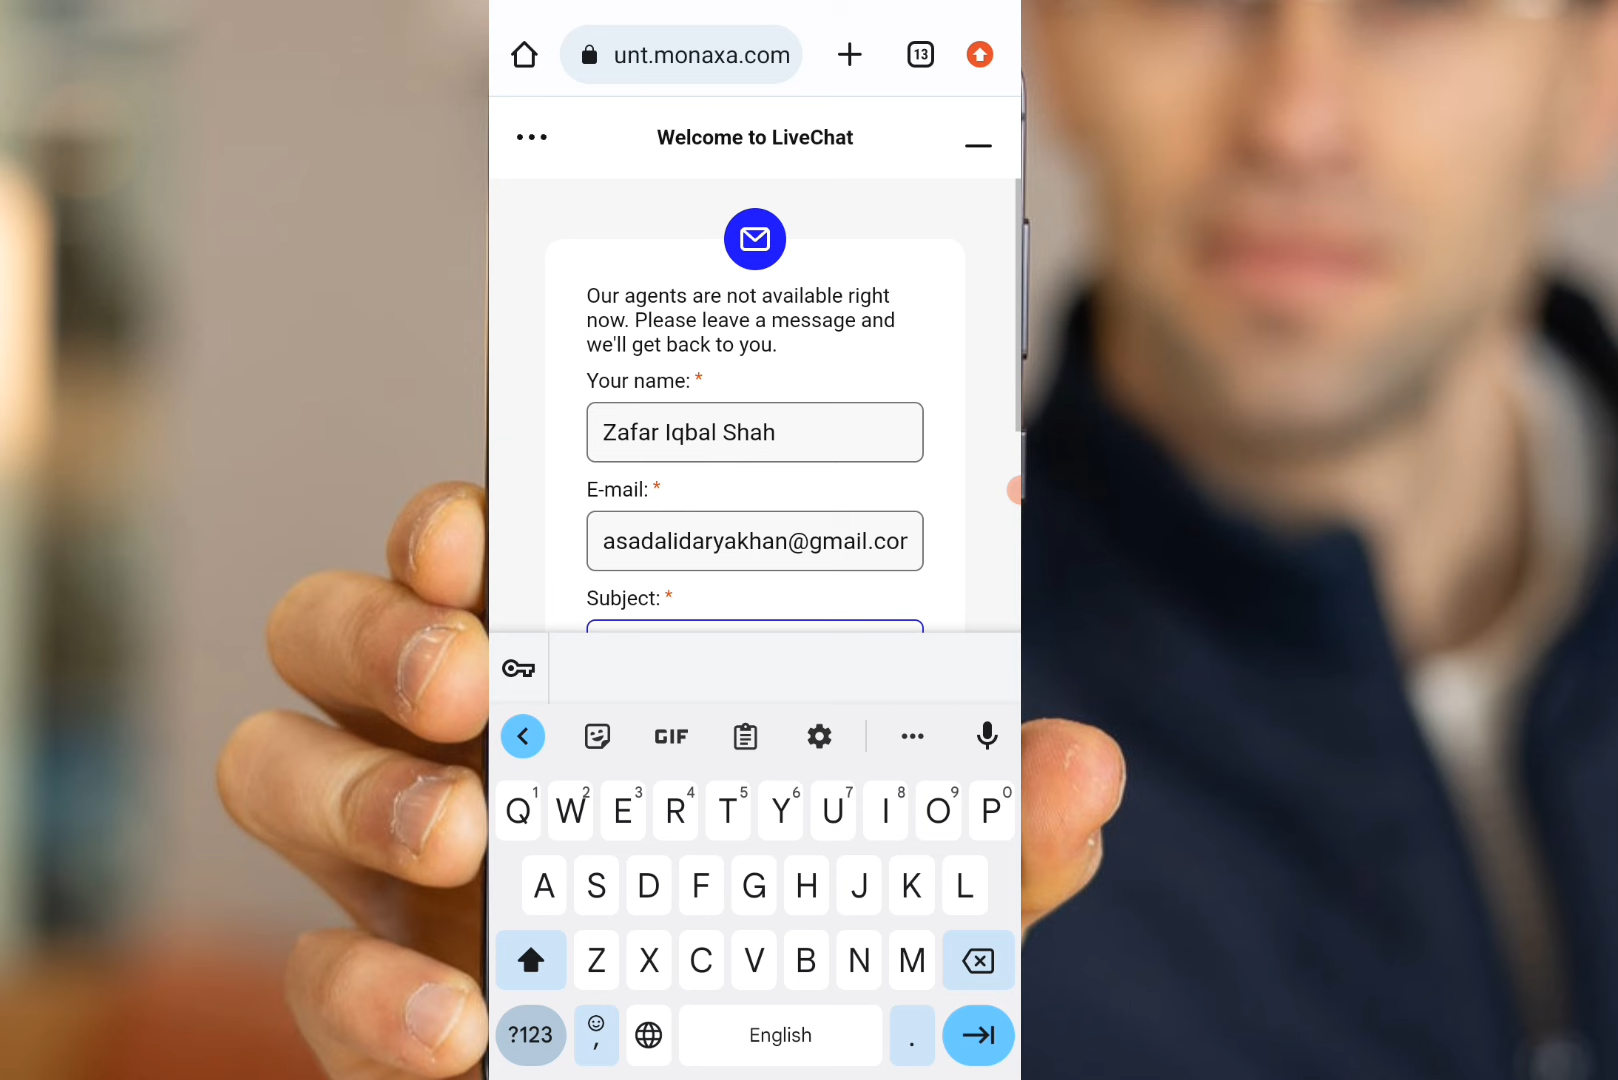 unt.monaxa.com
13
Welcome to LiveChat
Our agents are not available right
now. Please leave a message and
we'll get back to you.
Your name: *
Zafar Iqbal Shah
E-mail: *
asadalidaryakhan@gmail.cor
Subject: *
GIF
Q1 W2 E3 R4 T5 Y6 U7 I8 O9 P0
A S D F G H J K L
Z X C V B N M
?123 , English .